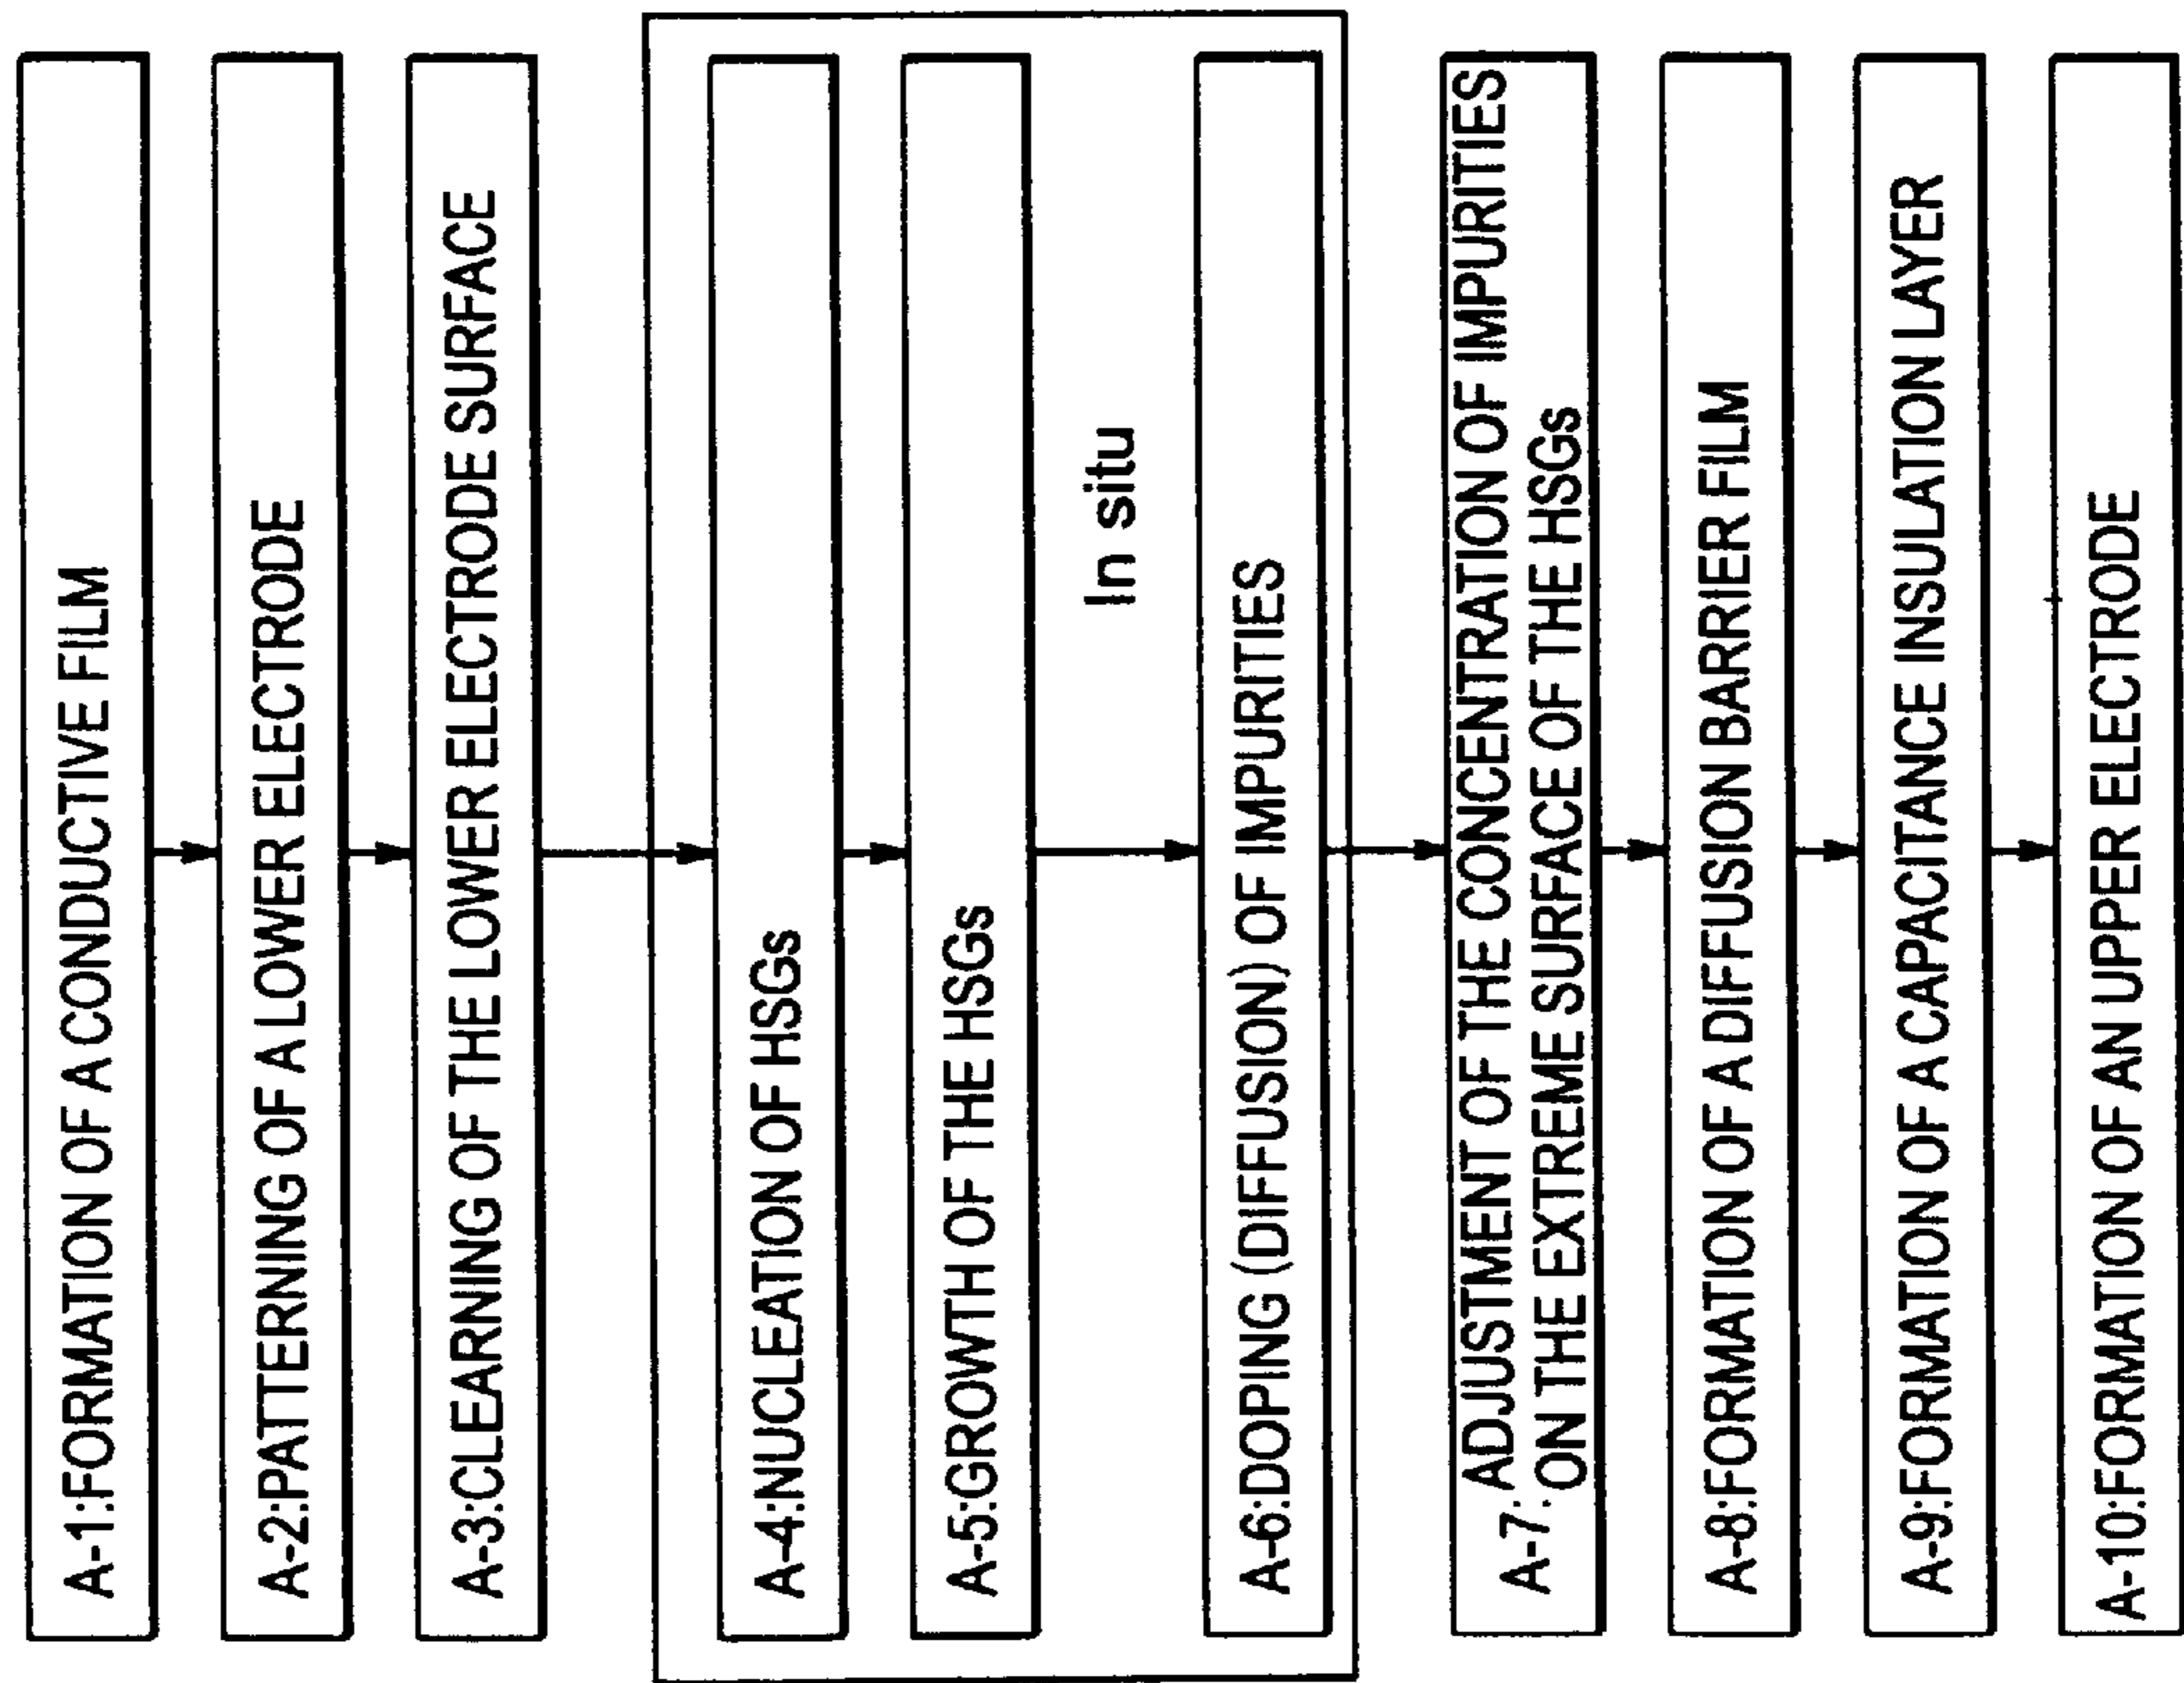 A-1:FORMATION OF A CONDUCTIVE FILM
A-2:PATTERNING OF A LOWER ELECTRODE
A-3:CLEARNING OF THE LOWER ELECTRODE SURFACE
A-4:NUCLEATION OF HSGs
A-5:GROWTH OF THE HSGs
In situ
A-6:DOPING (DIFFUSION) OF IMPURITIES
A-7: ADJUSTMENT OF THE CONCENTRATION OF IMPURITIES
ON THE EXTREME SURFACE OF THE HSGs
A-8:FORMATION OF A DIFFUSION BARRIER FILM
A-9:FORMATION OF A CAPACITANCE INSULATION LAYER
A-10:FORMATION OF AN UPPER ELECTRODE